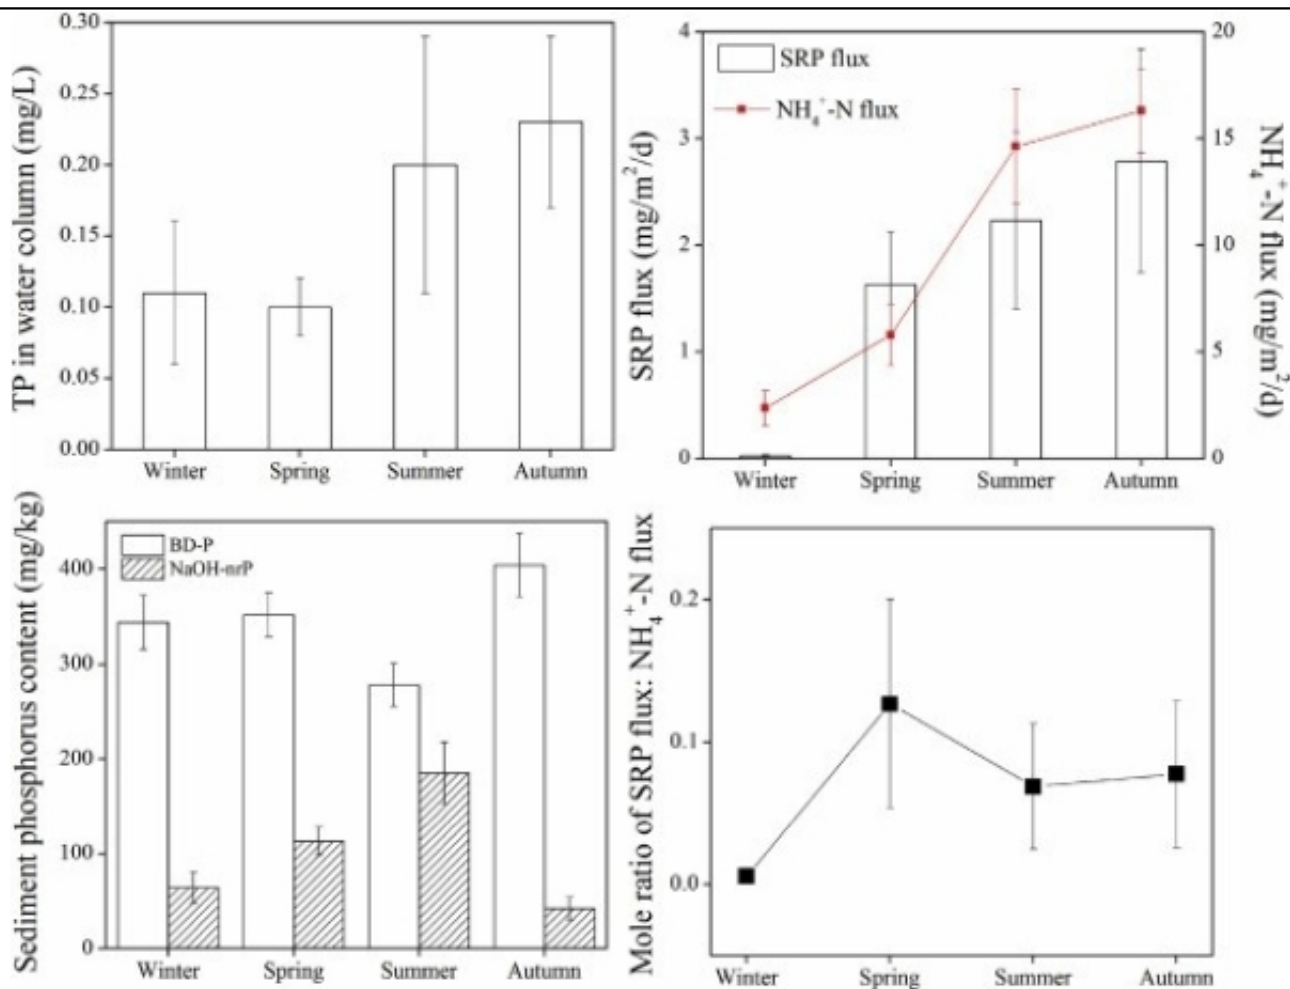 TP in water column (mg/L)
0.30
0.25
0.20
0.15
0.10
0.05
0.00
Winter
Spring
Summer
Autumn
SRP flux (mg/m²/d)
4
3
2
1
0
SRP flux
NH₄⁺-N flux
20
15
10
5
0
NH₄⁺-N flux (mg/m²/d)
Winter
Spring
Summer
Autumn
Sediment phosphorus content (mg/kg)
400
300
200
100
0
BD-P
NaOH-nrP
Winter
Spring
Summer
Autumn
Mole ratio of SRP flux: NH₄⁺-N flux
0.2
0.1
0.0
Winter
Spring
Summer
Autumn